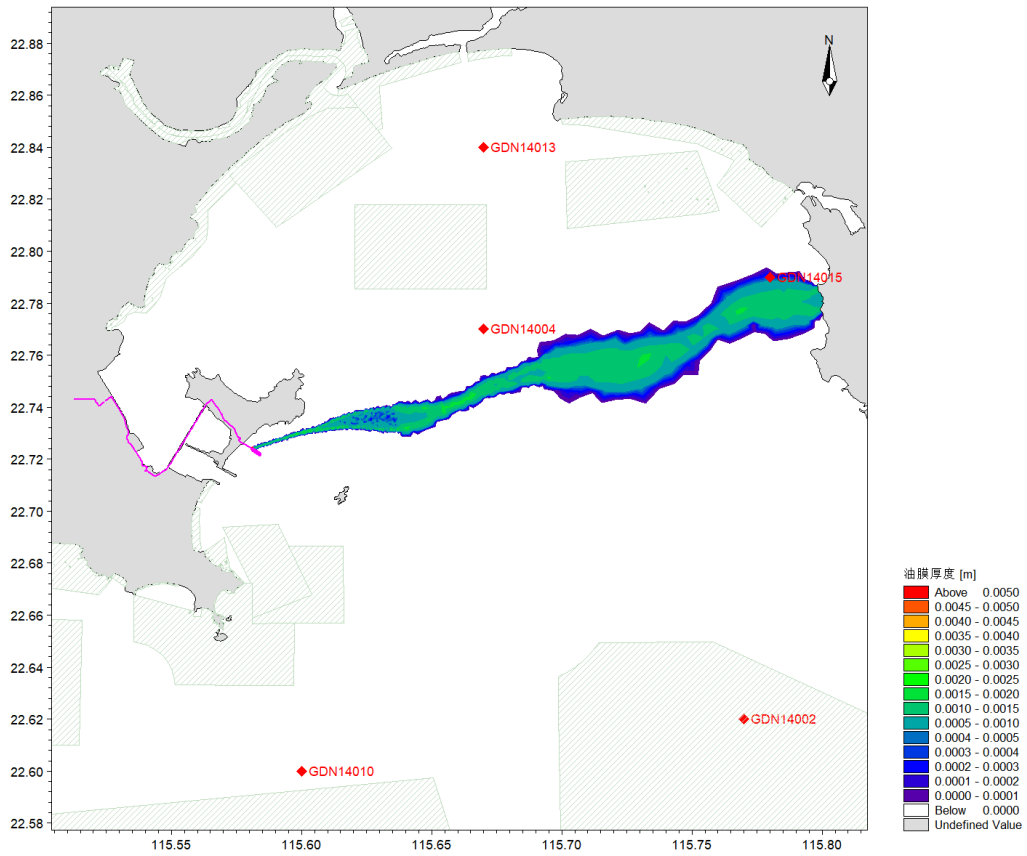 N
22.88
22.86
22.84
22.82
22.80
22.78
22.76
22.74
22.72
22.70
22.68
22.66
22.64
22.62
22.60
22.58
GDN14013
GDN14015
GDN14004
GDN14002
GDN14010
115.55
115.60
115.65
115.70
115.75
115.80
油膜厚度 [m]
Above 0.0050
0.0045 - 0.0050
0.0040 - 0.0045
0.0035 - 0.0040
0.0030 - 0.0035
0.0025 - 0.0030
0.0020 - 0.0025
0.0015 - 0.0020
0.0010 - 0.0015
0.0005 - 0.0010
0.0004 - 0.0005
0.0003 - 0.0004
0.0002 - 0.0003
0.0001 - 0.0002
0.0000 - 0.0001
Below 0.0000
Undefined Value